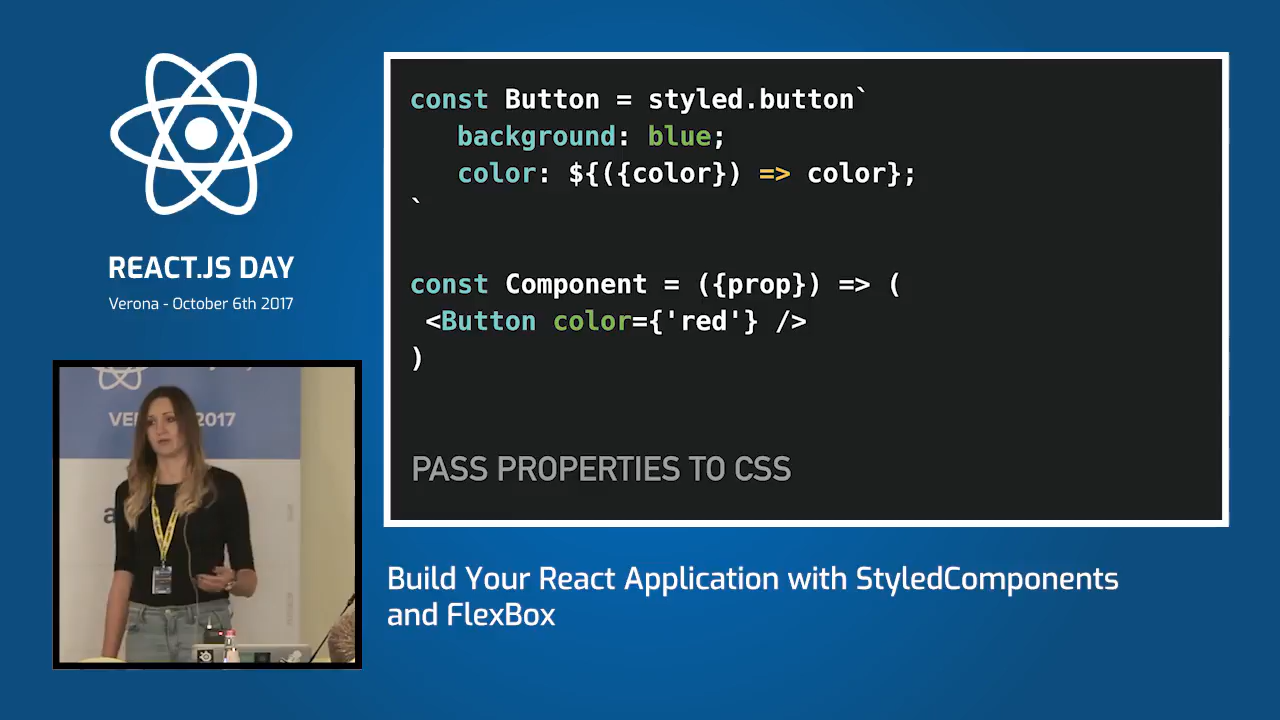 REACT.JS DAY
Verona - October 6th 2017
const Button = styled.button`
background: blue;
color: ${({color}) => color};
`
const Component = ({prop}) => (
<Button color={'red'} />
)
PASS PROPERTIES TO CSS
2017
Build Your React Application with StyledComponents
and FlexBox